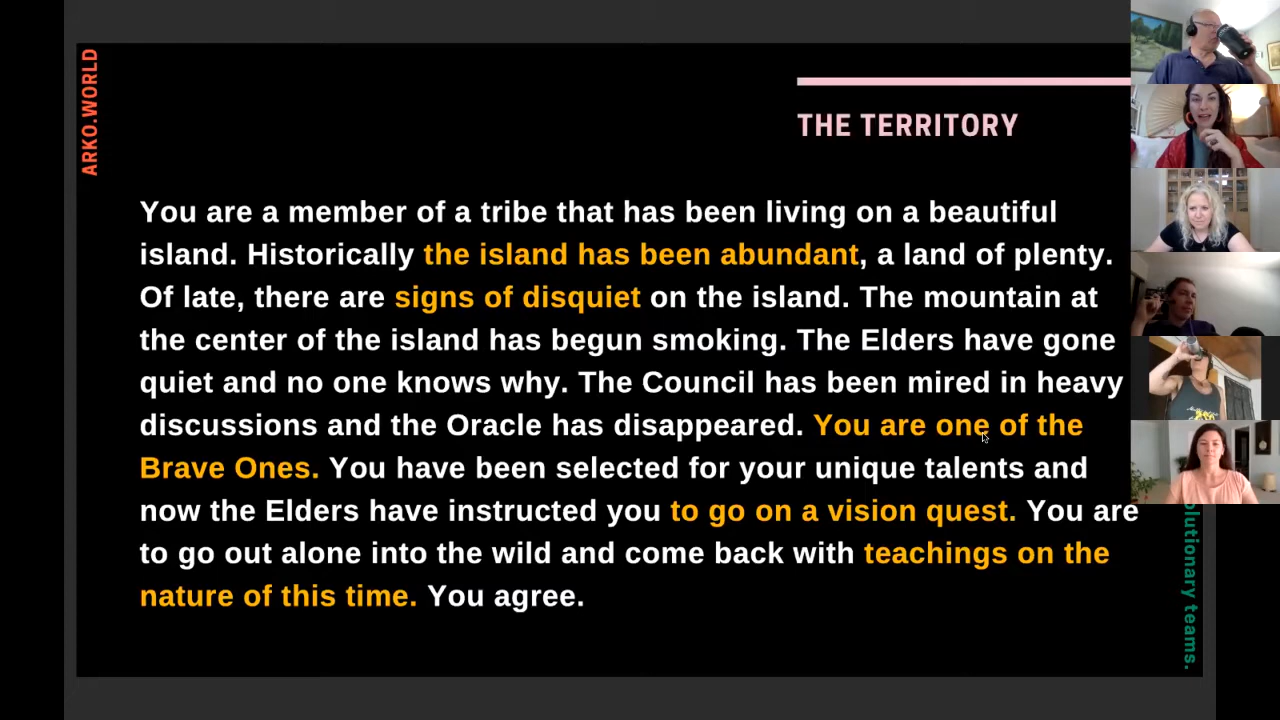 ARKO.WORLD
THE TERRITORY
You are a member of a tribe that has been living on a beautiful
island. Historically the island has been abundant, a land of plenty.
Of late, there are signs of disquiet on the island. The mountain at
the center of the island has begun smoking. The Elders have gone
quiet and no one knows why. The Council has been mired in heavy
discussions and the Oracle has disappeared. You are one of the
Brave Ones. You have been selected for your unique talents and
now the Elders have instructed you to go on a vision quest. You are
to go out alone into the wild and come back with teachings on the
nature of this time. You agree.
olutionary teams.